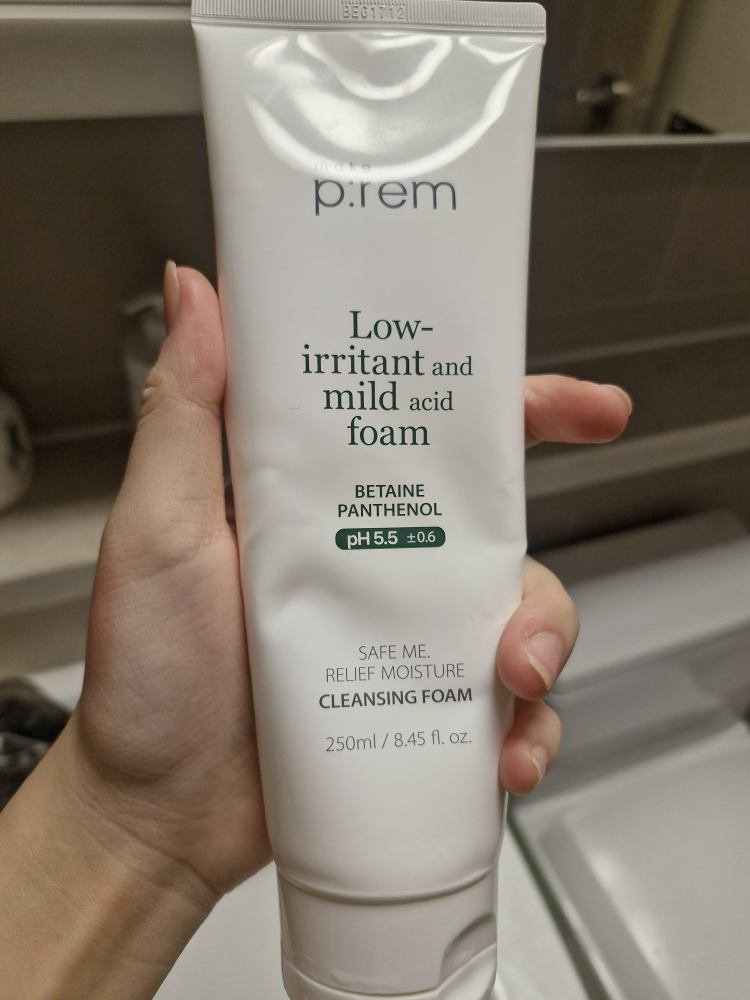 BEG1712
make
p:rem
Low-
irritant and
mild acid
foam
BETAINE
PANTHENOL
pH 5.5 ±0.6
SAFE ME.
RELIEF MOISTURE
CLEANSING FOAM
250ml / 8.45 fl. oz.